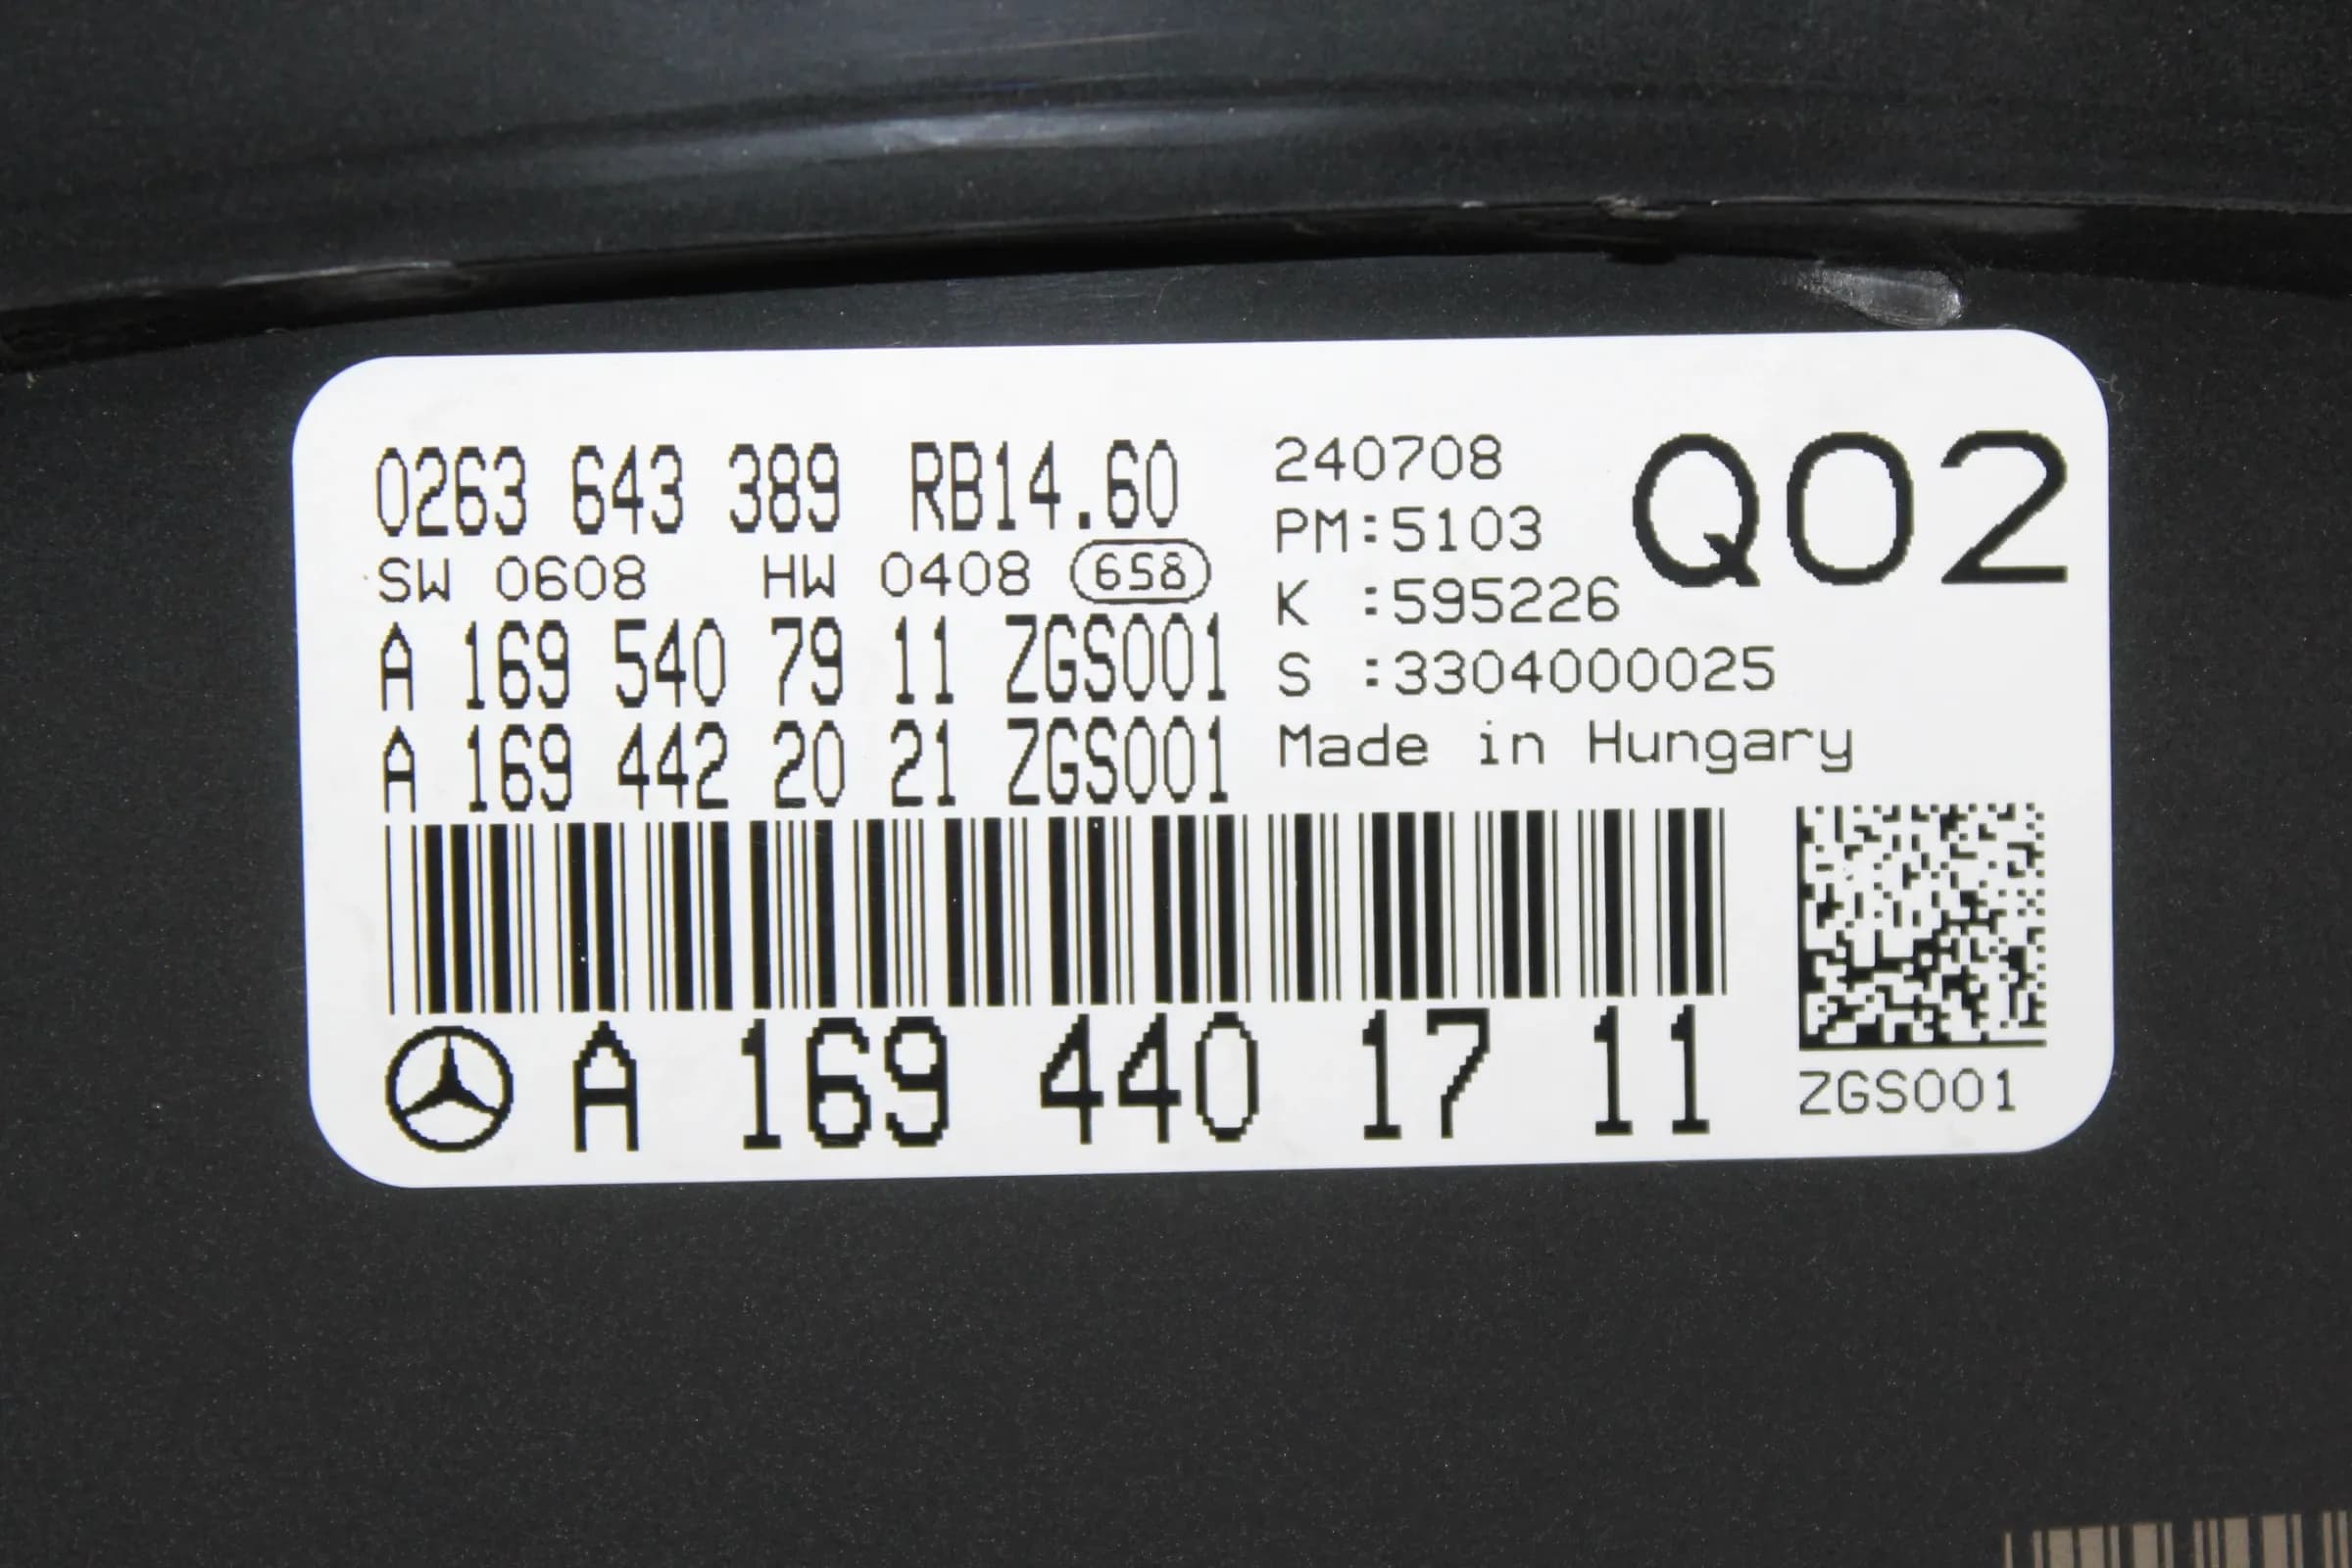 0263 643 389 RB14.60
SW 0608 HW 0408 658
A 169 540 79 11 ZGS001
A 169 442 20 21 ZGS001
240708
PM:5103
K :595226
S :3304000025
Made in Hungary
Q02
A 169 440 17 11
ZGS001